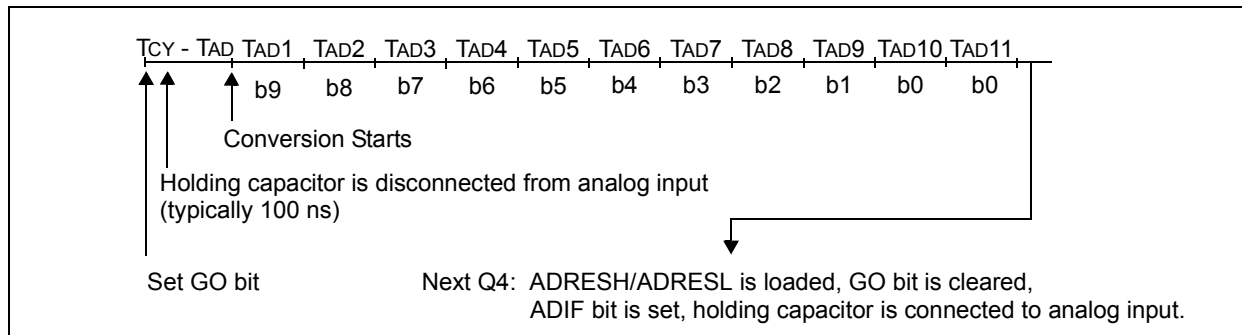 TCY - TAD TAD1 TAD2 TAD3 TAD4 TAD5 TAD6 TAD7 TAD8 TAD9 TAD10 TAD11
b9 b8 b7 b6 b5 b4 b3 b2 b1 b0 b0
Conversion Starts
Holding capacitor is disconnected from analog input
(typically 100 ns)
Set GO bit
Next Q4: ADRESH/ADRESL is loaded, GO bit is cleared,
ADIF bit is set, holding capacitor is connected to analog input.